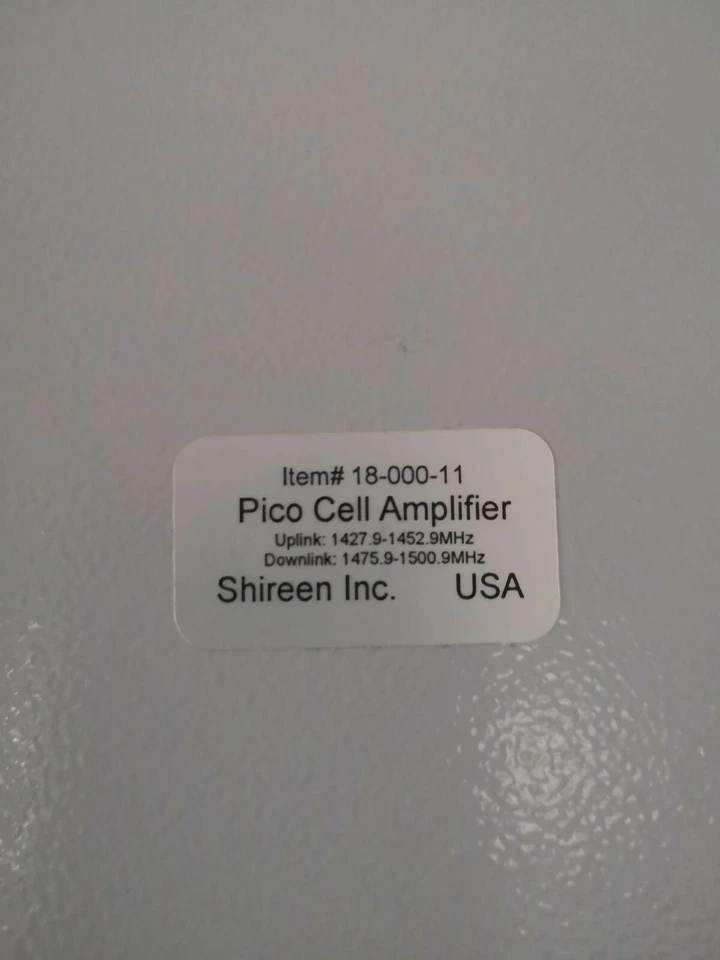 Item# 18-000-11
Pico Cell Amplifier
Uplink: 1427.9-1452.9MHz
Downlink: 1475.9-1500.9MHz
Shireen Inc. USA